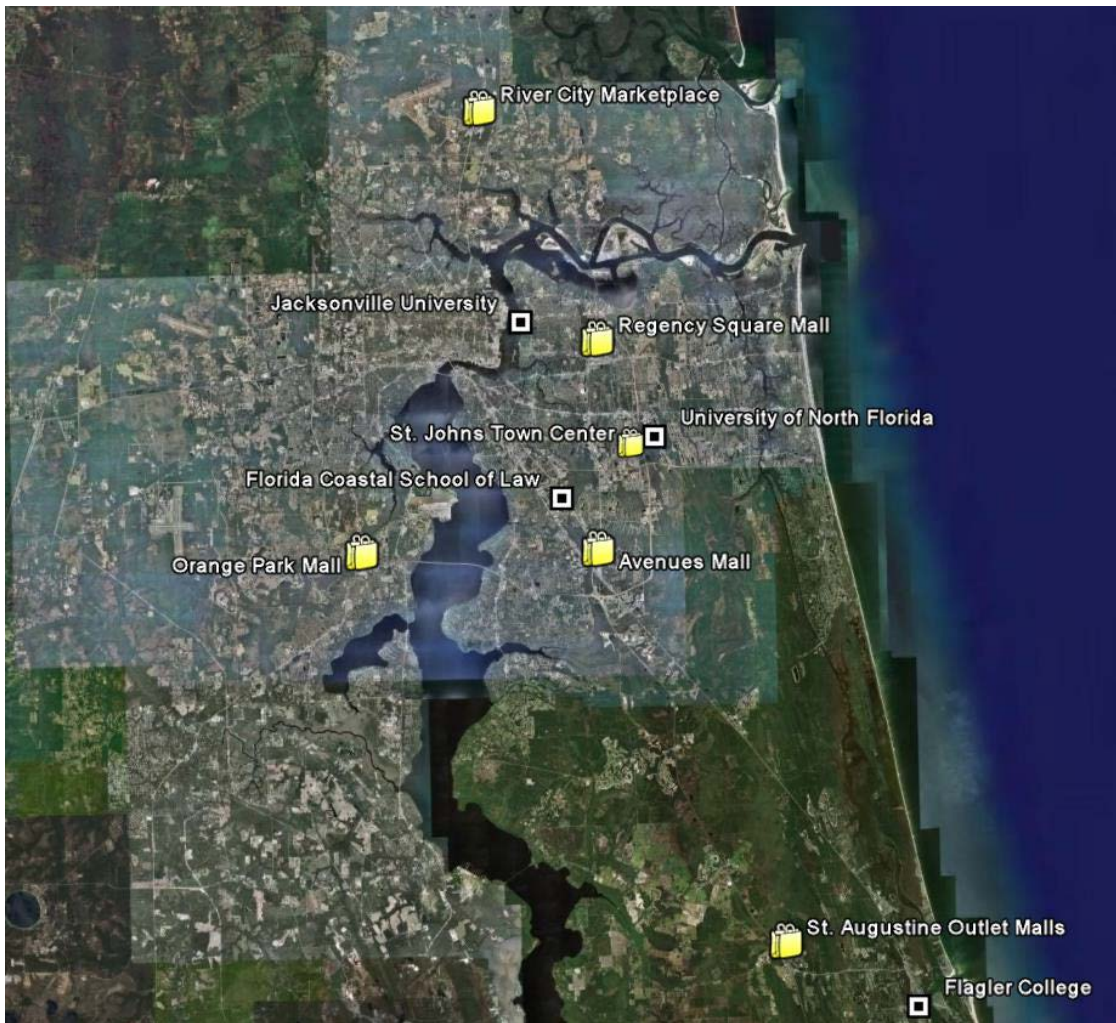 River City Marketplace
Jacksonville University
Regency Square Mall
University of North Florida
St. Johns Town Center
Florida Coastal School of Law
Orange Park Mall
Avenues Mall
St. Augustine Outlet Malls
Flagler College